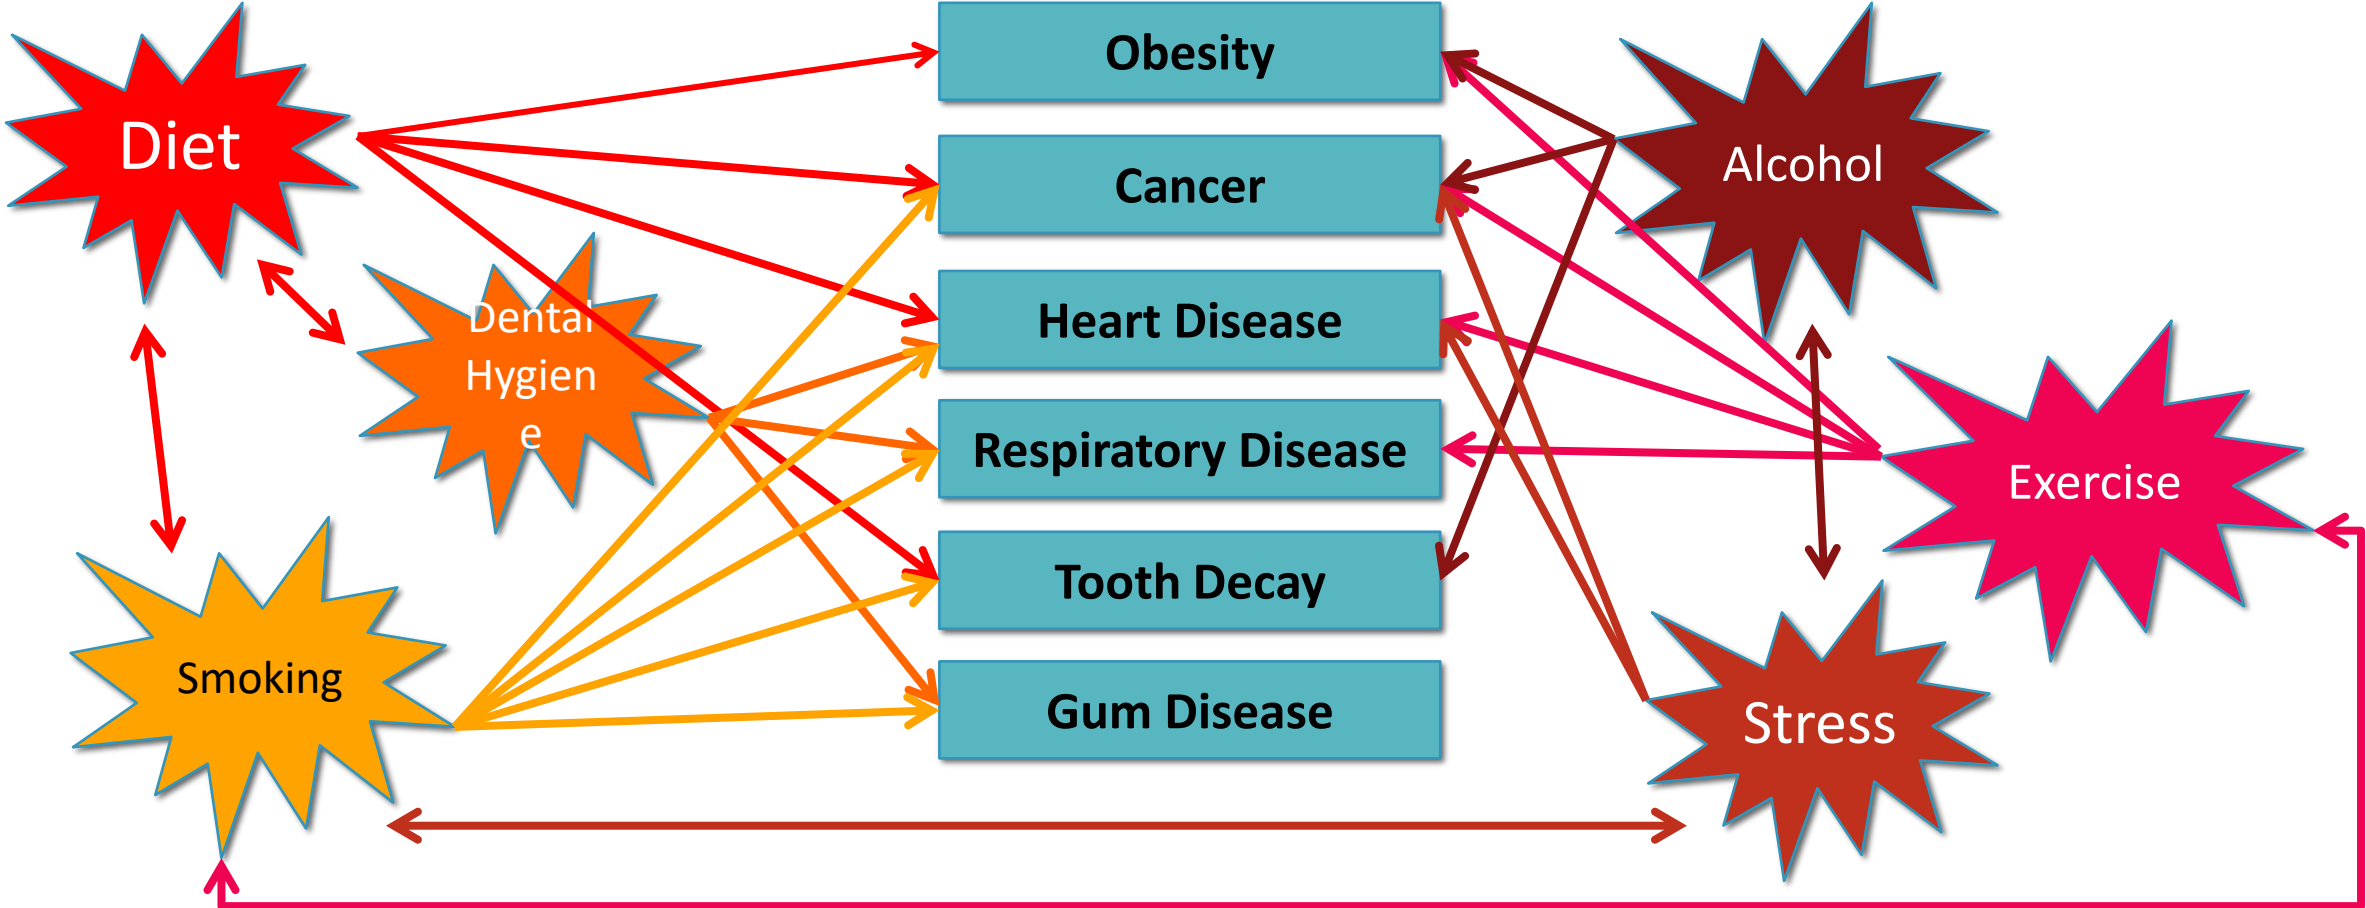 Obesity
Diet
Cancer
Alcohol
Dental
Hygien
e
Heart Disease
Respiratory Disease
Exercise
Tooth Decay
Smoking
Gum Disease
Stress